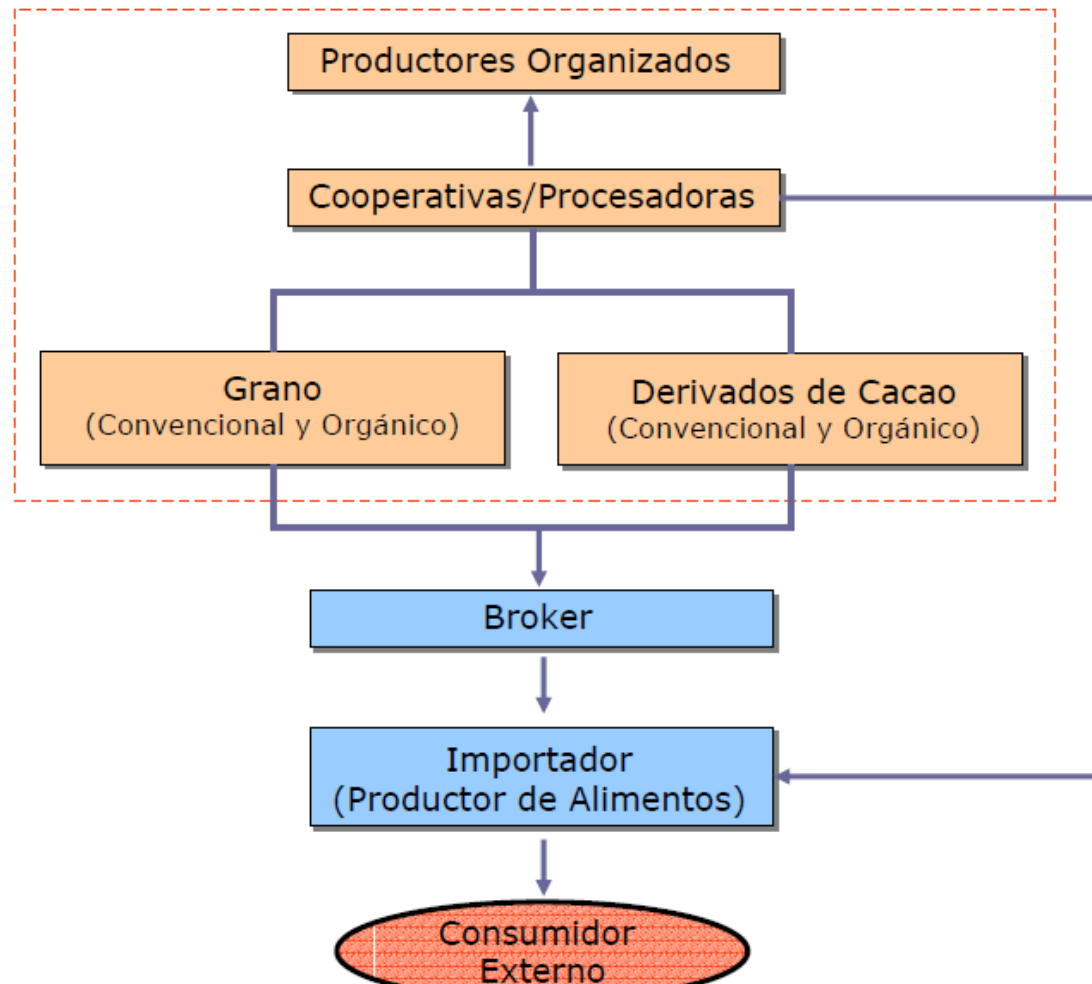 Productores Organizados
Cooperativas/Procesadoras
Grano
(Convencional y Orgánico)
Derivados de Cacao
(Convencional y Orgánico)
Broker
Importador
(Productor de Alimentos)
Consumidor
Externo